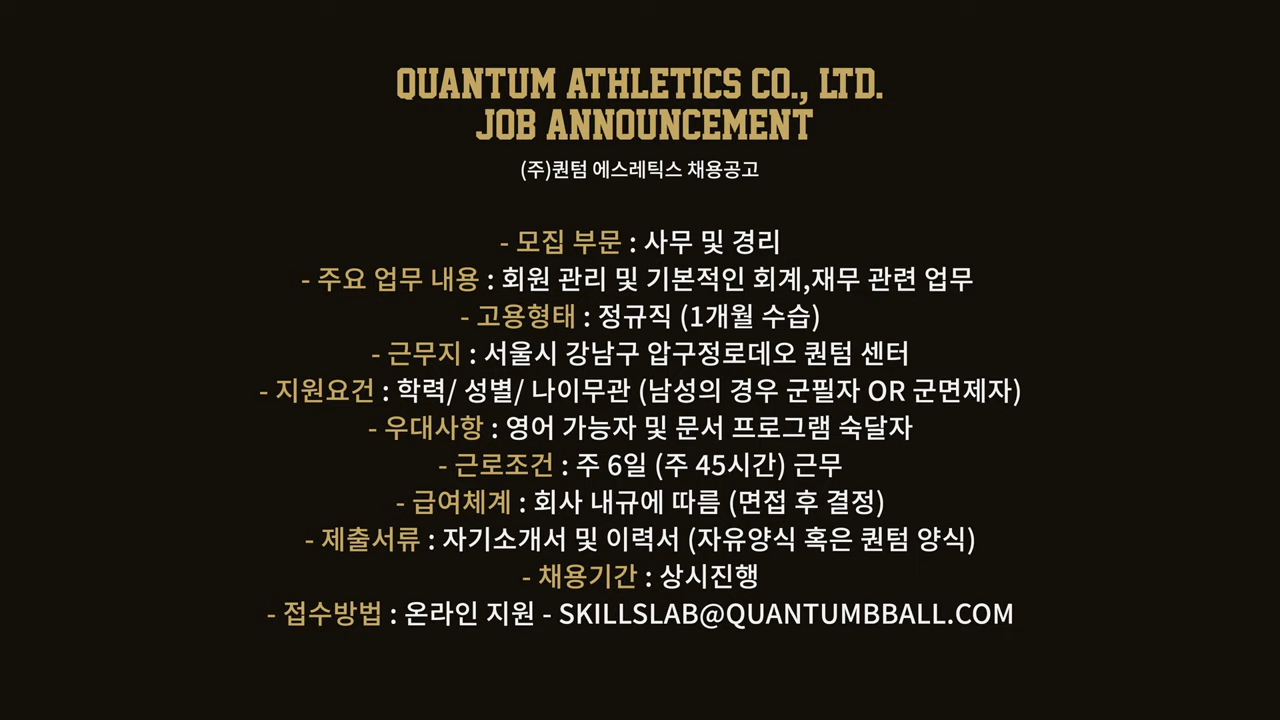 QUANTUM ATHLETICS CO., LTD.
JOB ANNOUNCEMENT
(주)퀀텀 에스레틱스 채용공고
- 모집 부문 : 사무 및 경리
- 주요 업무 내용 : 회원 관리 및 기본적인 회계,재무 관련 업무
- 고용형태 : 정규직 (1개월 수습)
- 근무지 : 서울시 강남구 압구정로데오 퀀텀 센터
- 지원요건 : 학력/ 성별/ 나이무관 (남성의 경우 군필자 OR 군면제자)
- 우대사항 : 영어 가능자 및 문서 프로그램 숙달자
- 근로조건 : 주 6일 (주 45시간) 근무
- 급여체계 : 회사 내규에 따름 (면접 후 결정)
- 제출서류 : 자기소개서 및 이력서 (자유양식 혹은 퀀텀 양식)
- 채용기간 : 상시진행
- 접수방법 : 온라인 지원 - SKILLSLAB@QUANTUMBBALL.COM